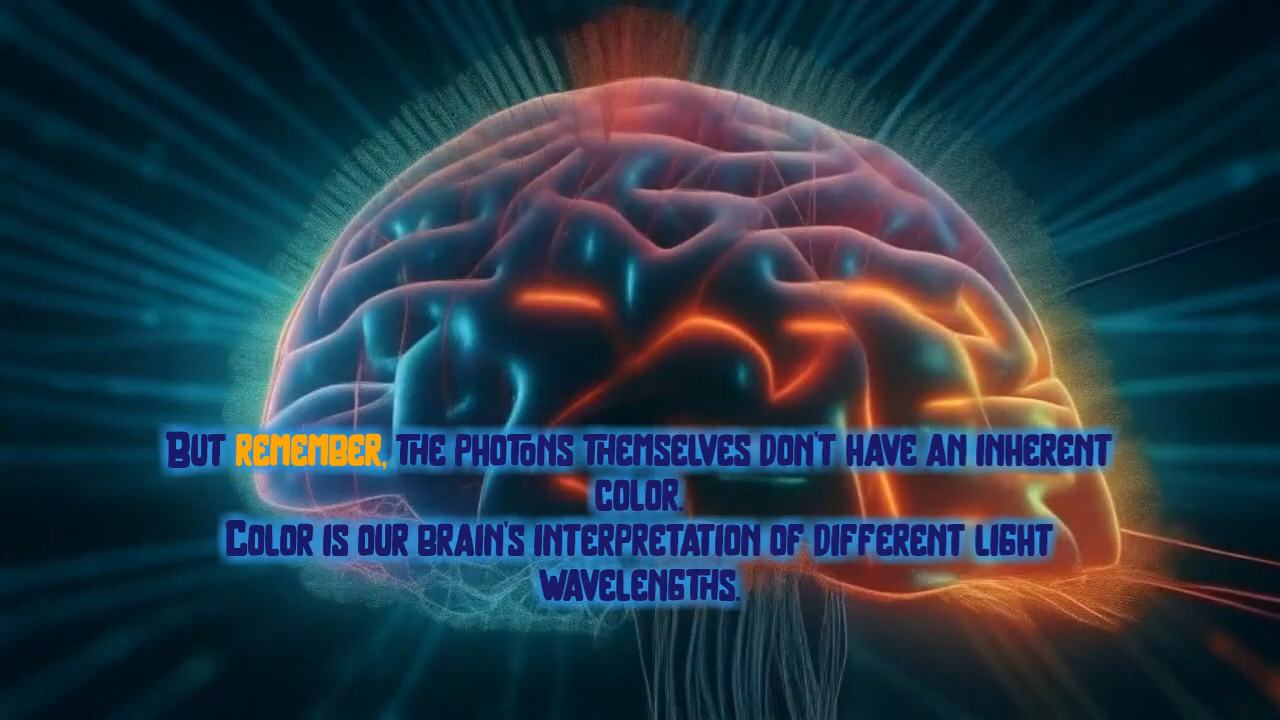 But remember, the photons themselves don't have an inherent
color.
Color is our brain's interpretation of different light
wavelengths.